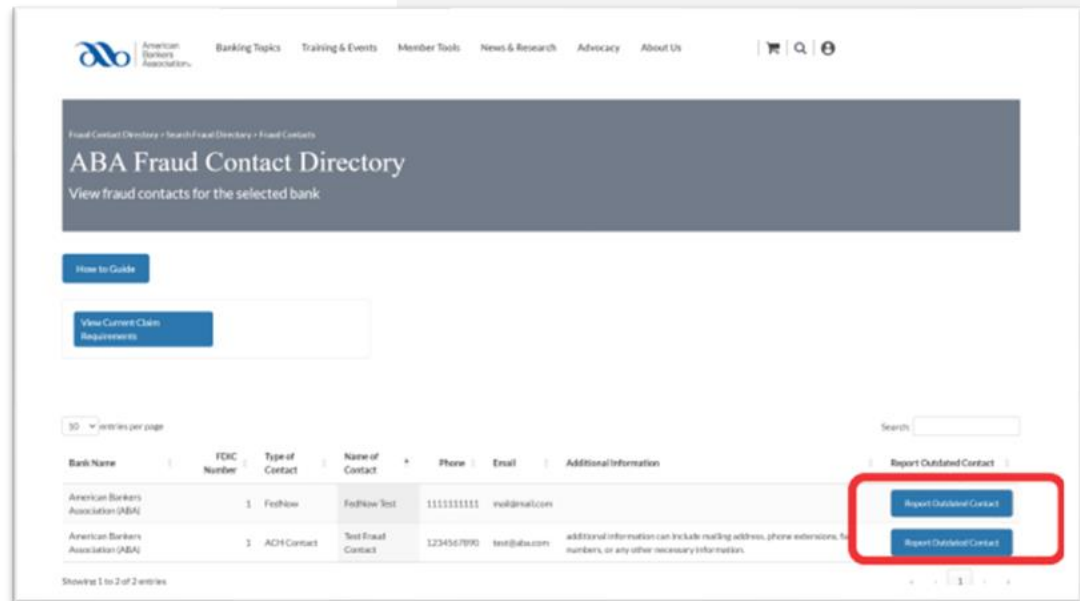 American
Bankers
Association
Banking Topics Training & Events Member Tools News & Research Advocacy About Us
Fraud Contact Directory > Search Fraud Directory > Fraud Contacts
ABA Fraud Contact Directory
View fraud contacts for the selected bank
How to Guide
View Current Claim
Requirements
10 entries per page
Search:
Bank Name FDIC Number Type of Contact Name of Contact Phone Email Additional Information Report Outdated Contact
American Bankers Association (ABA) 1 FedNow FedNow Test 1111111111 mail@mail.com Report Outdated Contact
American Bankers Association (ABA) 1 ACH Contact Test Fraud Contact 1234567890 test@aba.com additional information can include mailing address, phone extensions, numbers, or any other necessary information. Report Outdated Contact
Showing 1 to 2 of 2 entries
‹ 1 ›